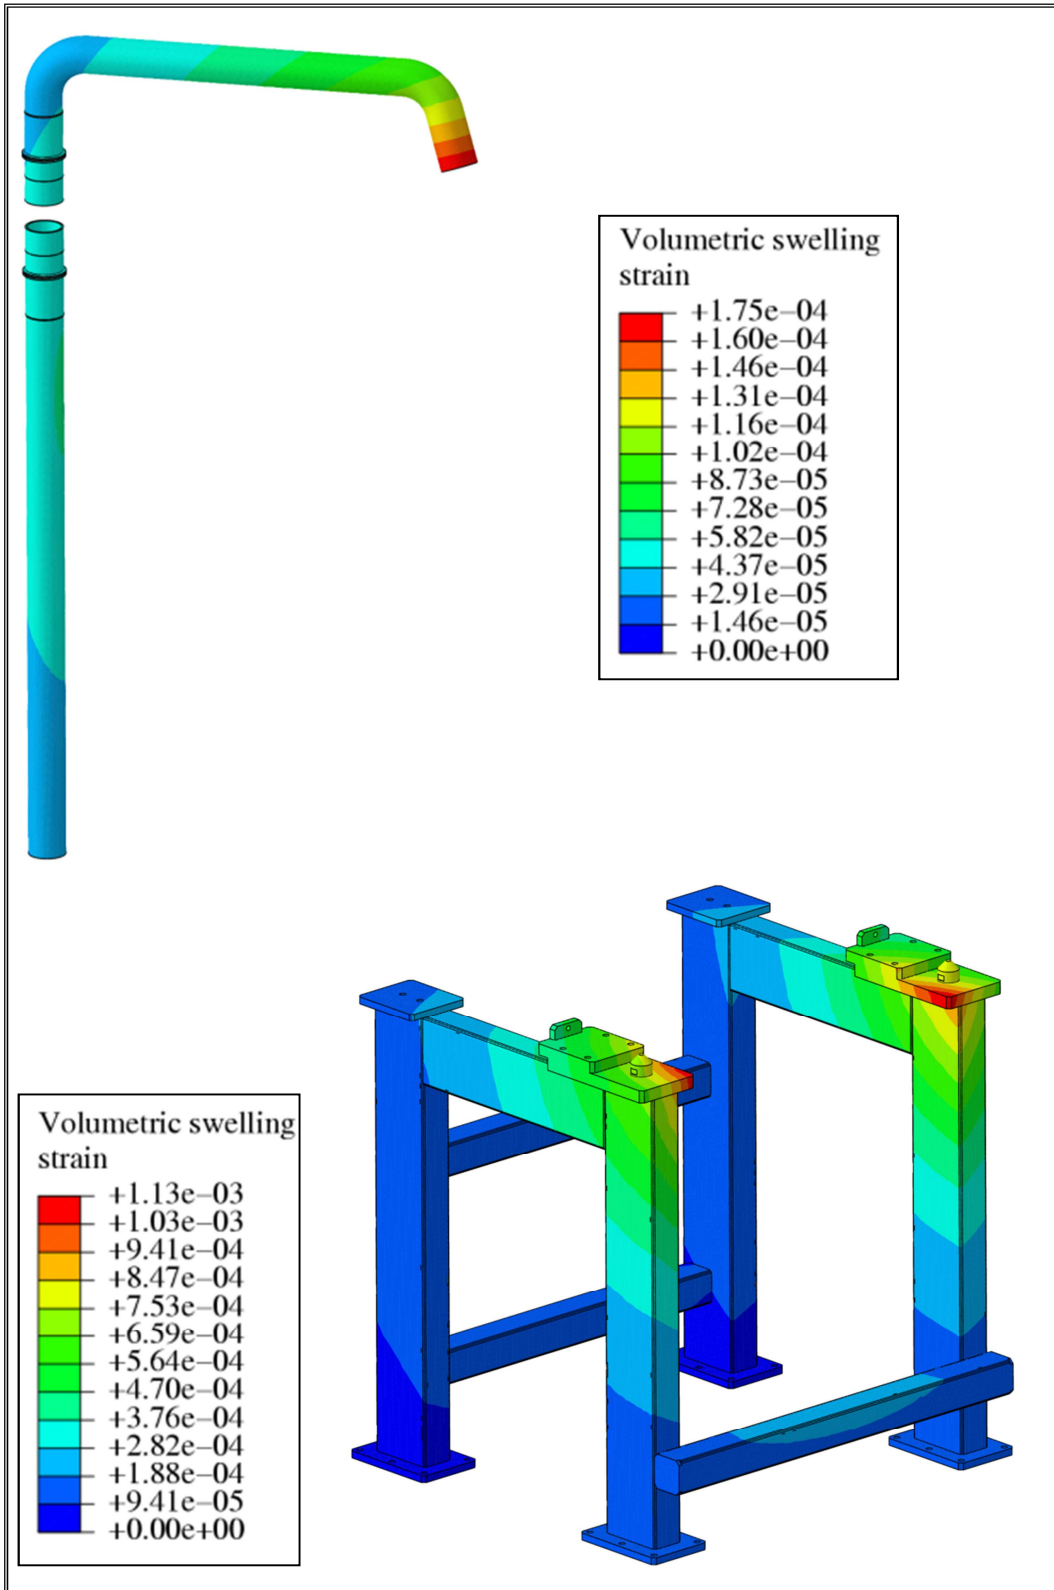 Volumetric swelling
strain
+1.75e−04
+1.60e−04
+1.46e−04
+1.31e−04
+1.16e−04
+1.02e−04
+8.73e−05
+7.28e−05
+5.82e−05
+4.37e−05
+2.91e−05
+1.46e−05
+0.00e+00
Volumetric swelling
strain
+1.13e−03
+1.03e−03
+9.41e−04
+8.47e−04
+7.53e−04
+6.59e−04
+5.64e−04
+4.70e−04
+3.76e−04
+2.82e−04
+1.88e−04
+9.41e−05
+0.00e+00